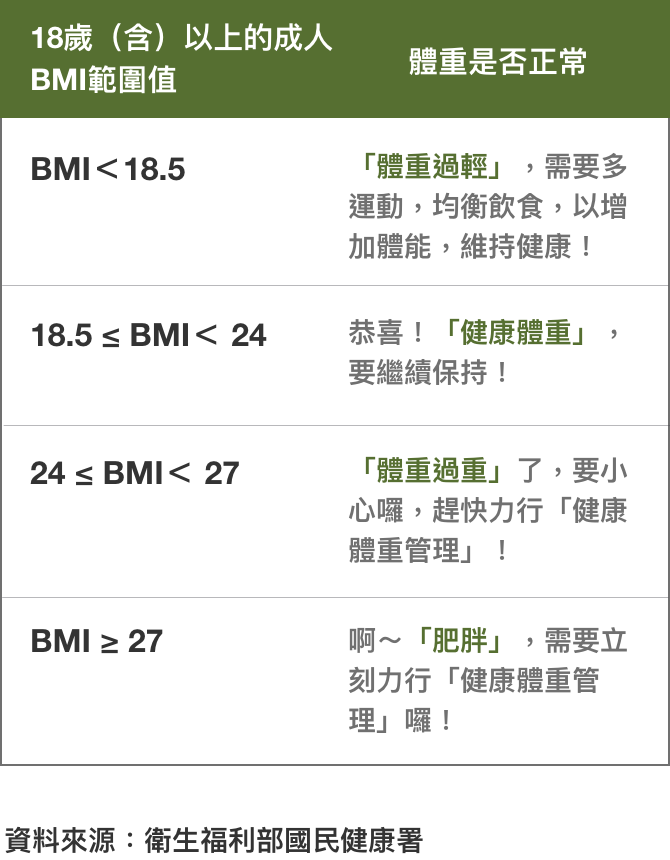 18歲（含）以上的成人
BMI範圍值
體重是否正常
BMI＜18.5
「體重過輕」，需要多
運動，均衡飲食，以增
加體能，維持健康！
18.5 ≤ BMI＜ 24
恭喜！「健康體重」，
要繼續保持！
24 ≤ BMI＜ 27
「體重過重」了，要小
心囉，趕快力行「健康
體重管理」！
BMI ≥ 27
啊～「肥胖」，需要立
刻力行「健康體重管
理」囉！
資料來源：衛生福利部國民健康署